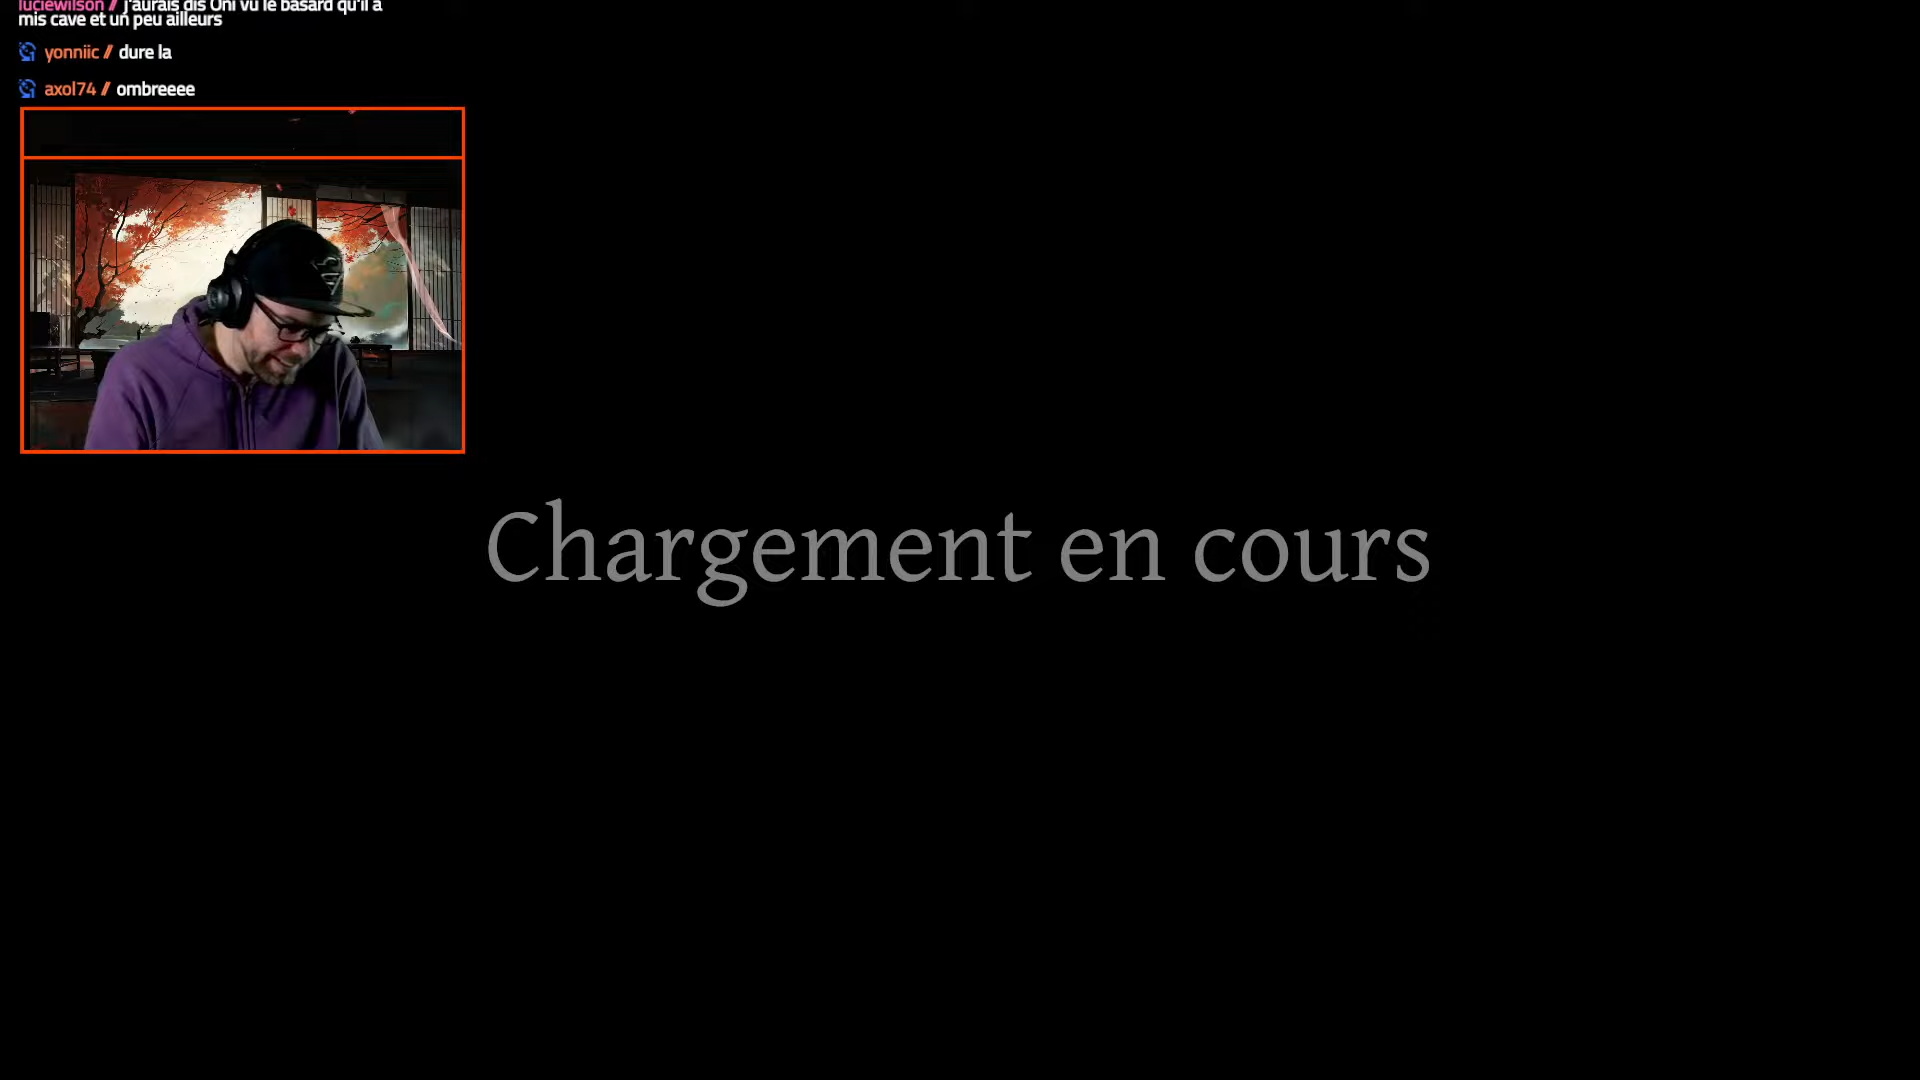 luciewilson // j'aurais dis Oni vu le basard qu'il a
mis cave et un peu ailleurs
yonniic // dure la
axol74 // ombreeee
Chargement en cours